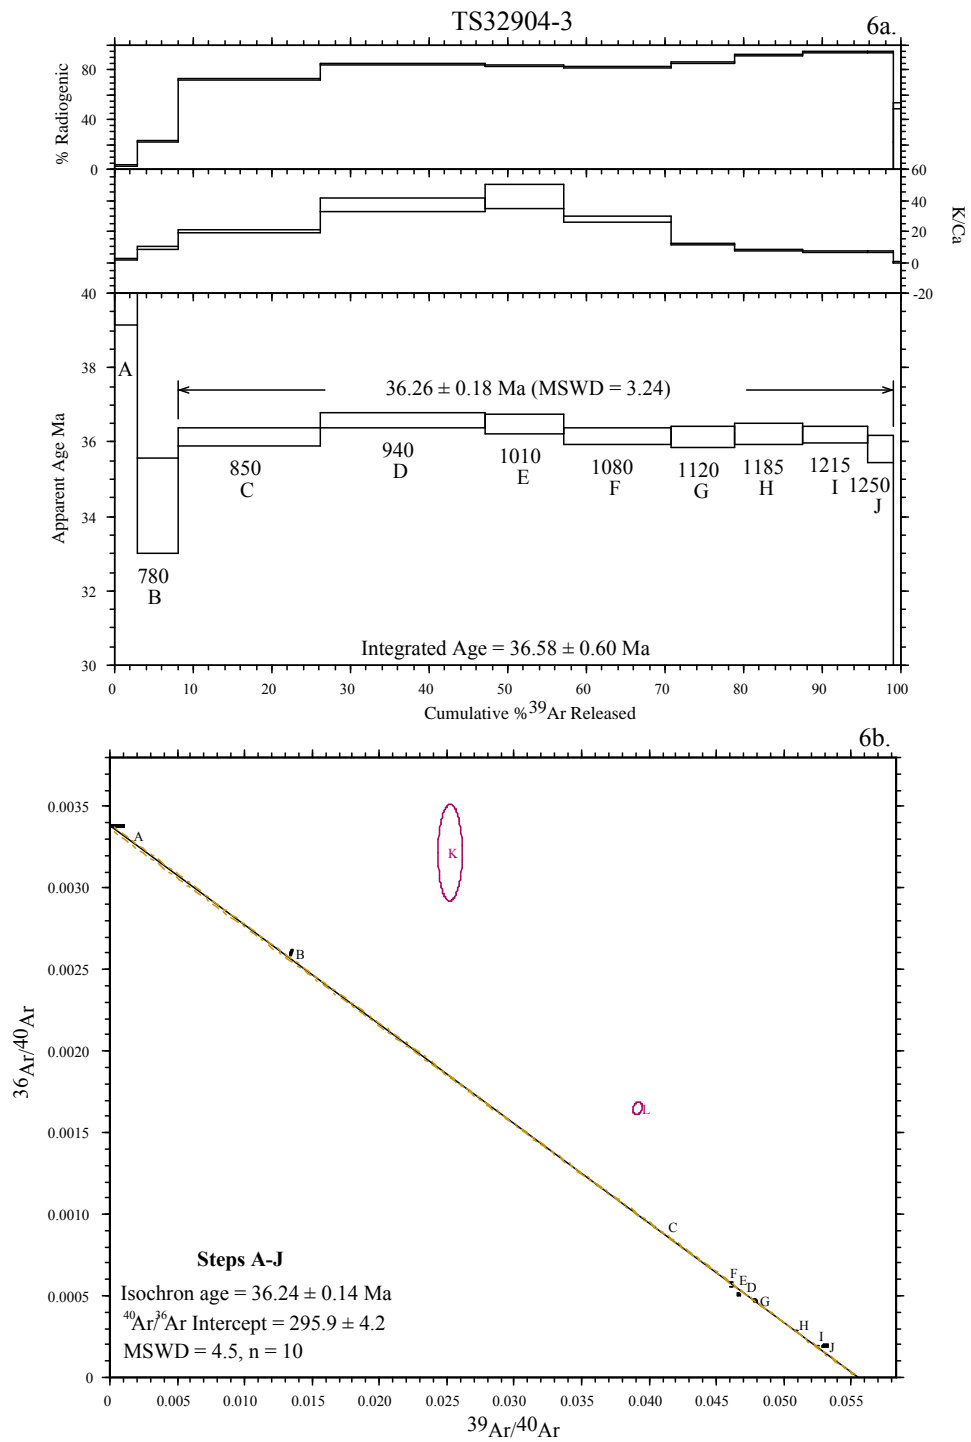 TS32904-3
6a.
80
40
0
% Radiogenic
60
40
20
0
-20
K/Ca
40
38
36
34
32
30
Apparent Age Ma
A
36.26 ± 0.18 Ma (MSWD = 3.24)
780
B
850
C
940
D
1010
E
1080
F
1120
G
1185
H
1215
I
1250
J
Integrated Age = 36.58 ± 0.60 Ma
0 10 20 30 40 50 60 70 80 90 100
Cumulative %³⁹Ar Released
6b.
0.0035
0.0030
0.0025
0.0020
0.0015
0.0010
0.0005
0
³⁶Ar/⁴⁰Ar
A
K
B
L
C
F
E
D
G
H
I
J
Steps A-J
Isochron age = 36.24 ± 0.14 Ma
⁴⁰Ar/³⁶Ar Intercept = 295.9 ± 4.2
MSWD = 4.5, n = 10
0 0.005 0.010 0.015 0.020 0.025 0.030 0.035 0.040 0.045 0.050 0.055
³⁹Ar/⁴⁰Ar